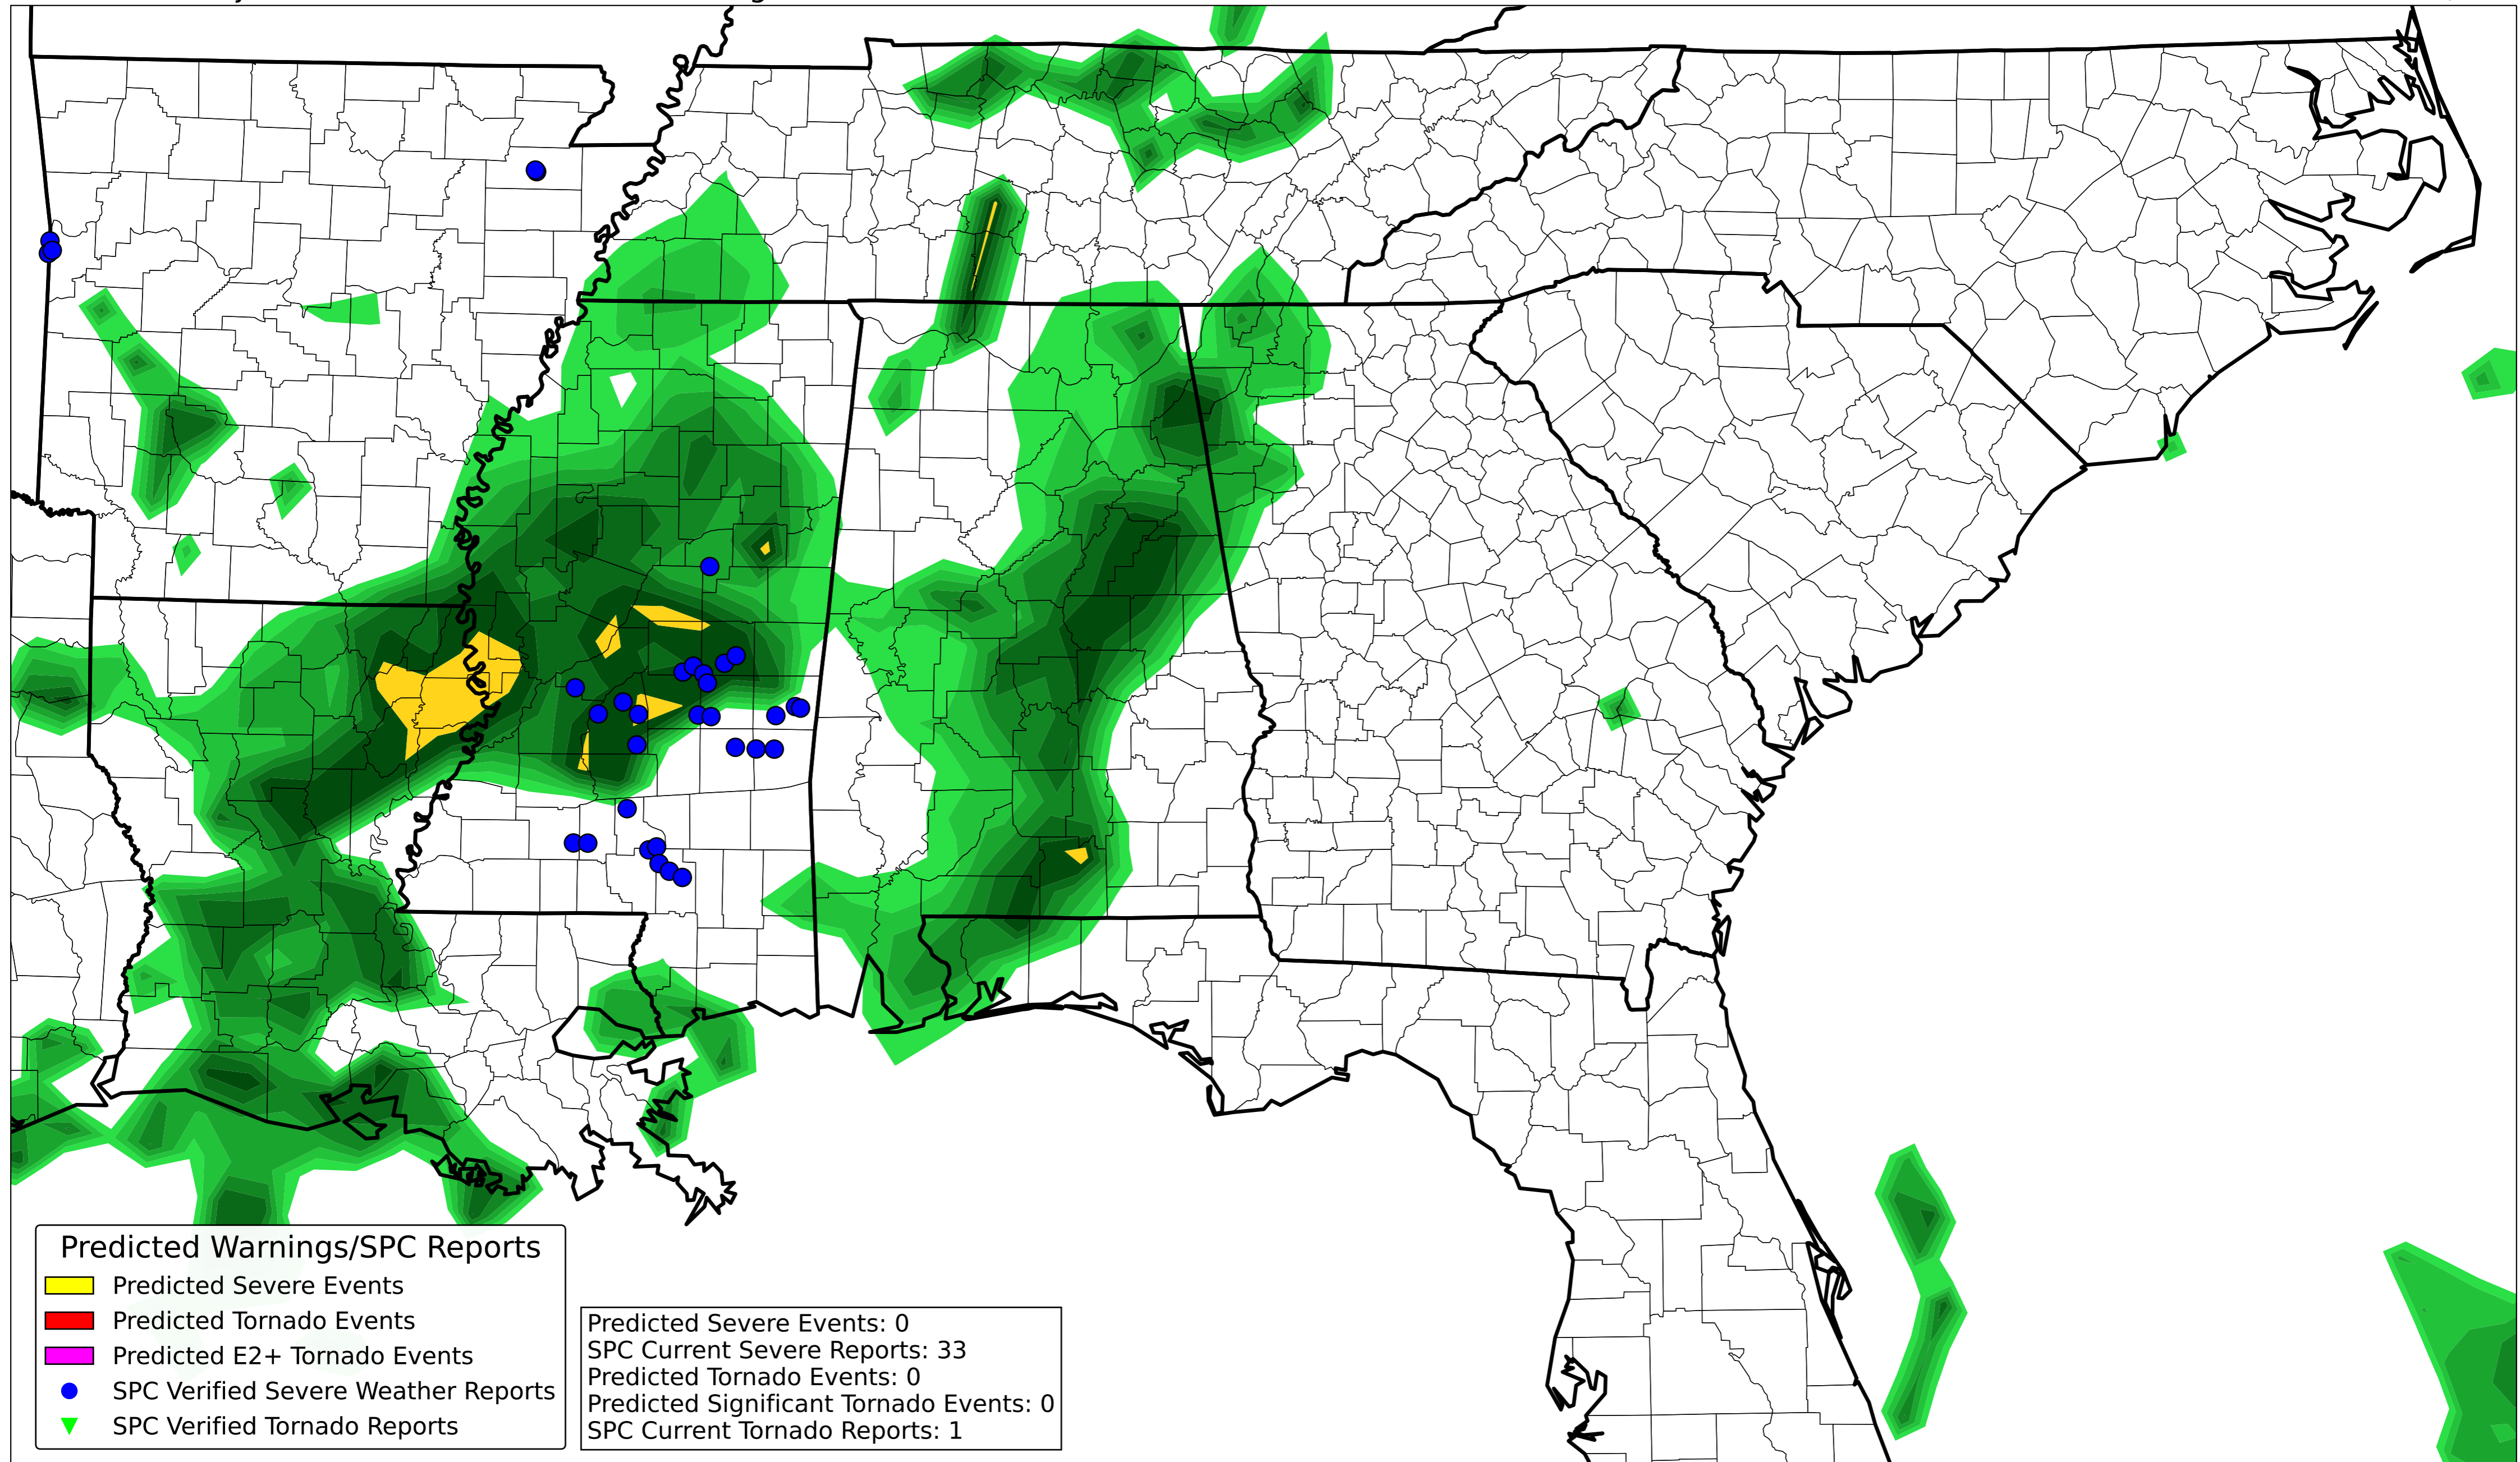 Predicted Warnings/SPC Reports
Predicted Severe Events
Predicted Tornado Events
Predicted E2+ Tornado Events
SPC Verified Severe Weather Reports
SPC Verified Tornado Reports
Predicted Severe Events: 0
SPC Current Severe Reports: 33
Predicted Tornado Events: 0
Predicted Significant Tornado Events: 0
SPC Current Tornado Reports: 1